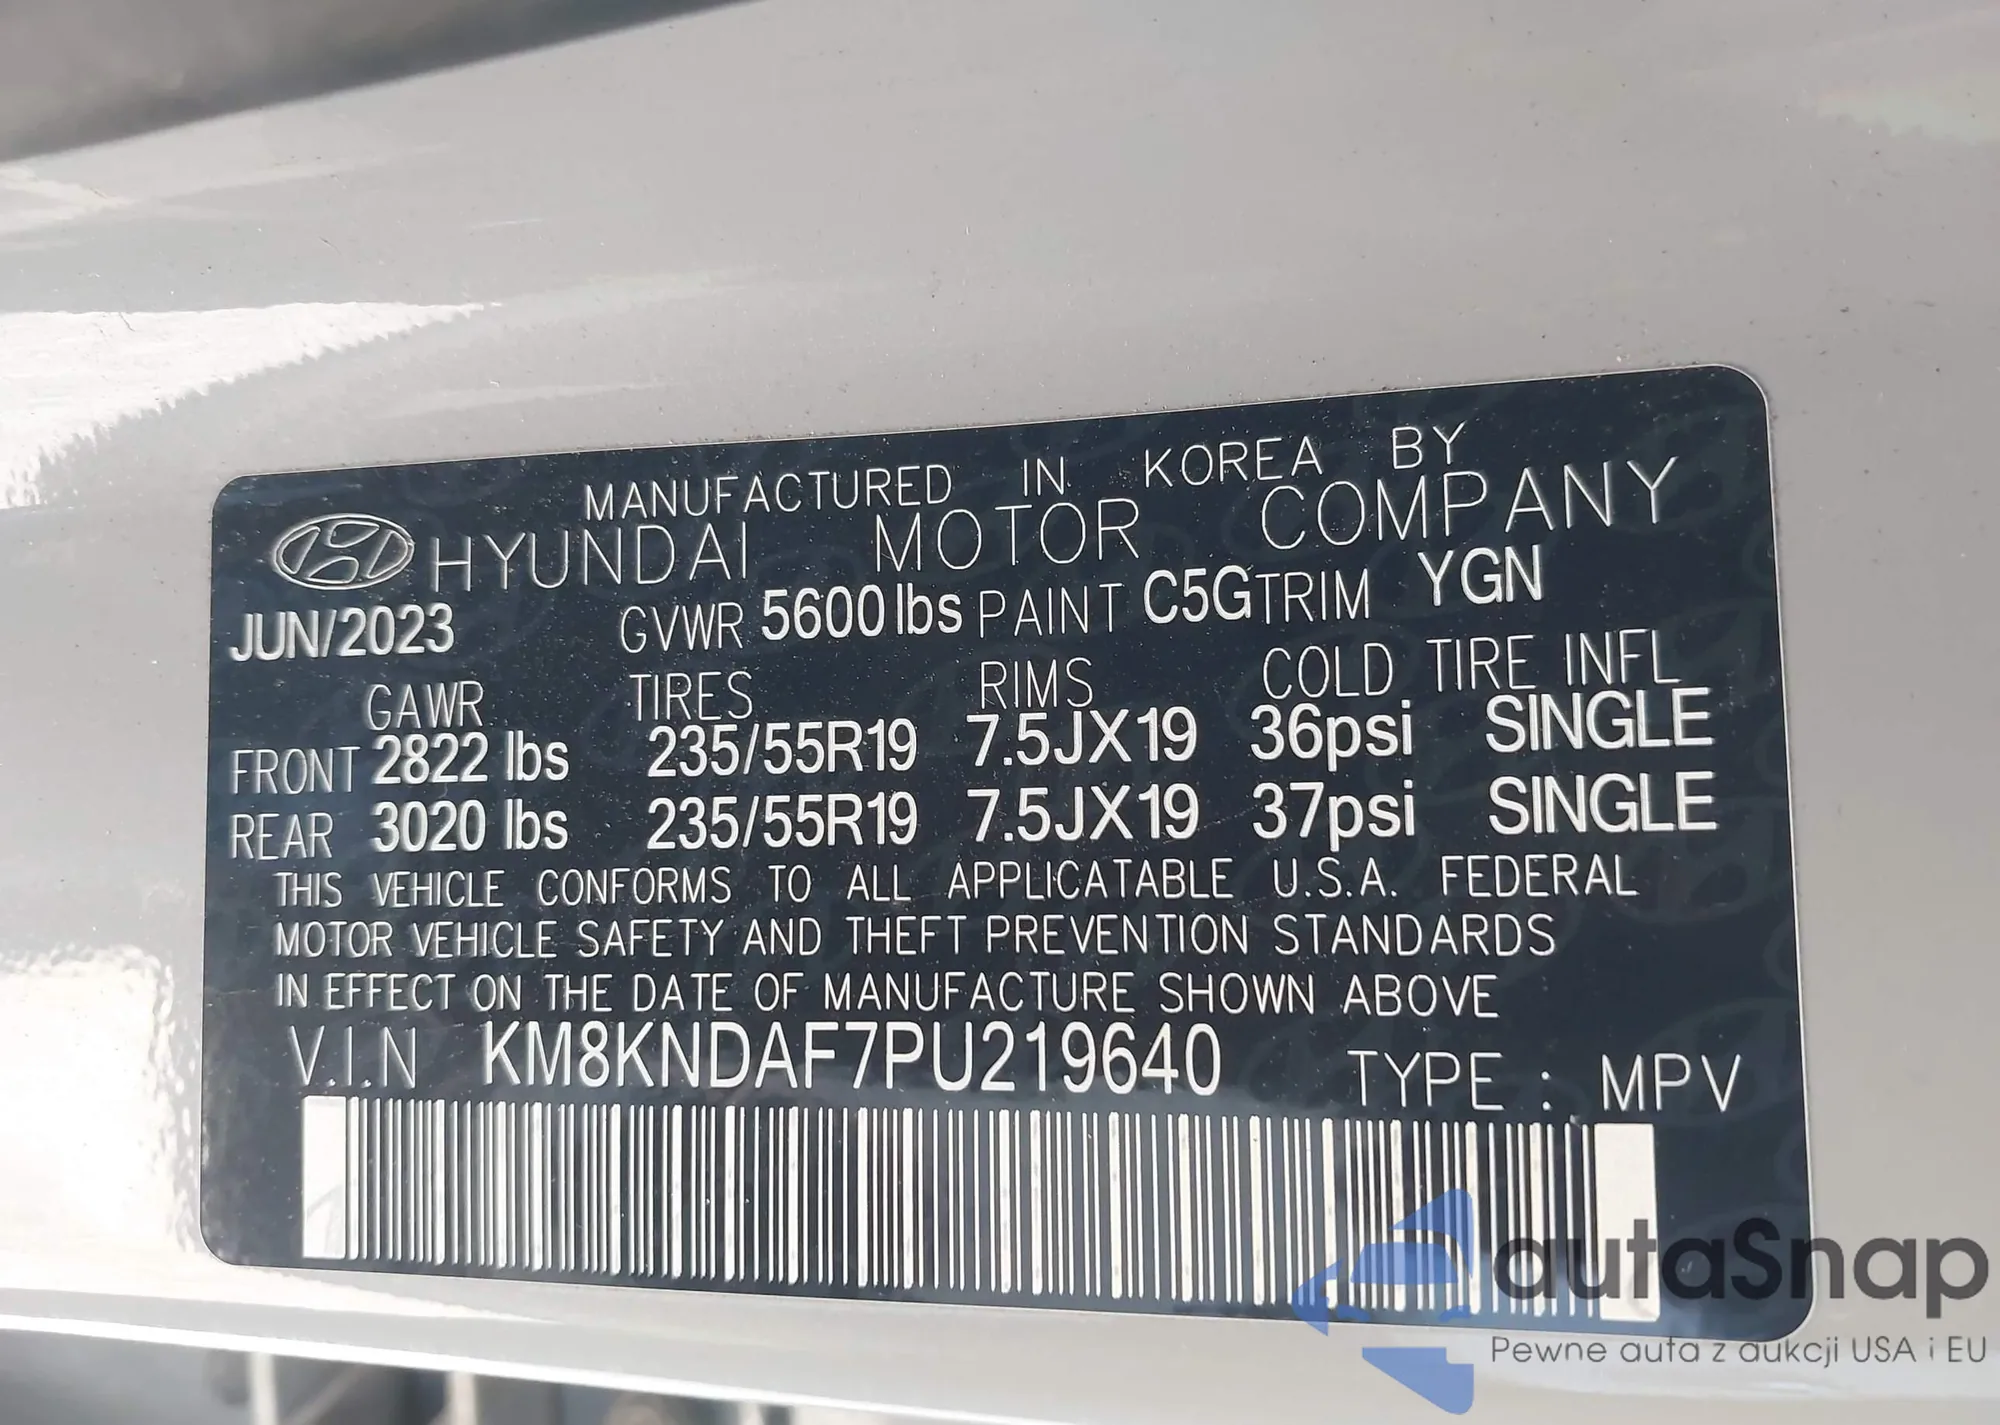 MANUFACTURED IN KOREA BY
HYUNDAI MOTOR COMPANY
JUN/2023 GVWR 5600 lbs PAINT C5G TRIM YGN
GAWR TIRES RIMS COLD TIRE INFL
FRONT 2822 lbs 235/55R19 7.5JX19 36psi SINGLE
REAR 3020 lbs 235/55R19 7.5JX19 37psi SINGLE
THIS VEHICLE CONFORMS TO ALL APPLICATABLE U.S.A. FEDERAL
MOTOR VEHICLE SAFETY AND THEFT PREVENTION STANDARDS
IN EFFECT ON THE DATE OF MANUFACTURE SHOWN ABOVE
V.I.N KM8KNDAF7PU219640 TYPE : MPV
autaSnap
Pewne auta z aukcji USA i EU